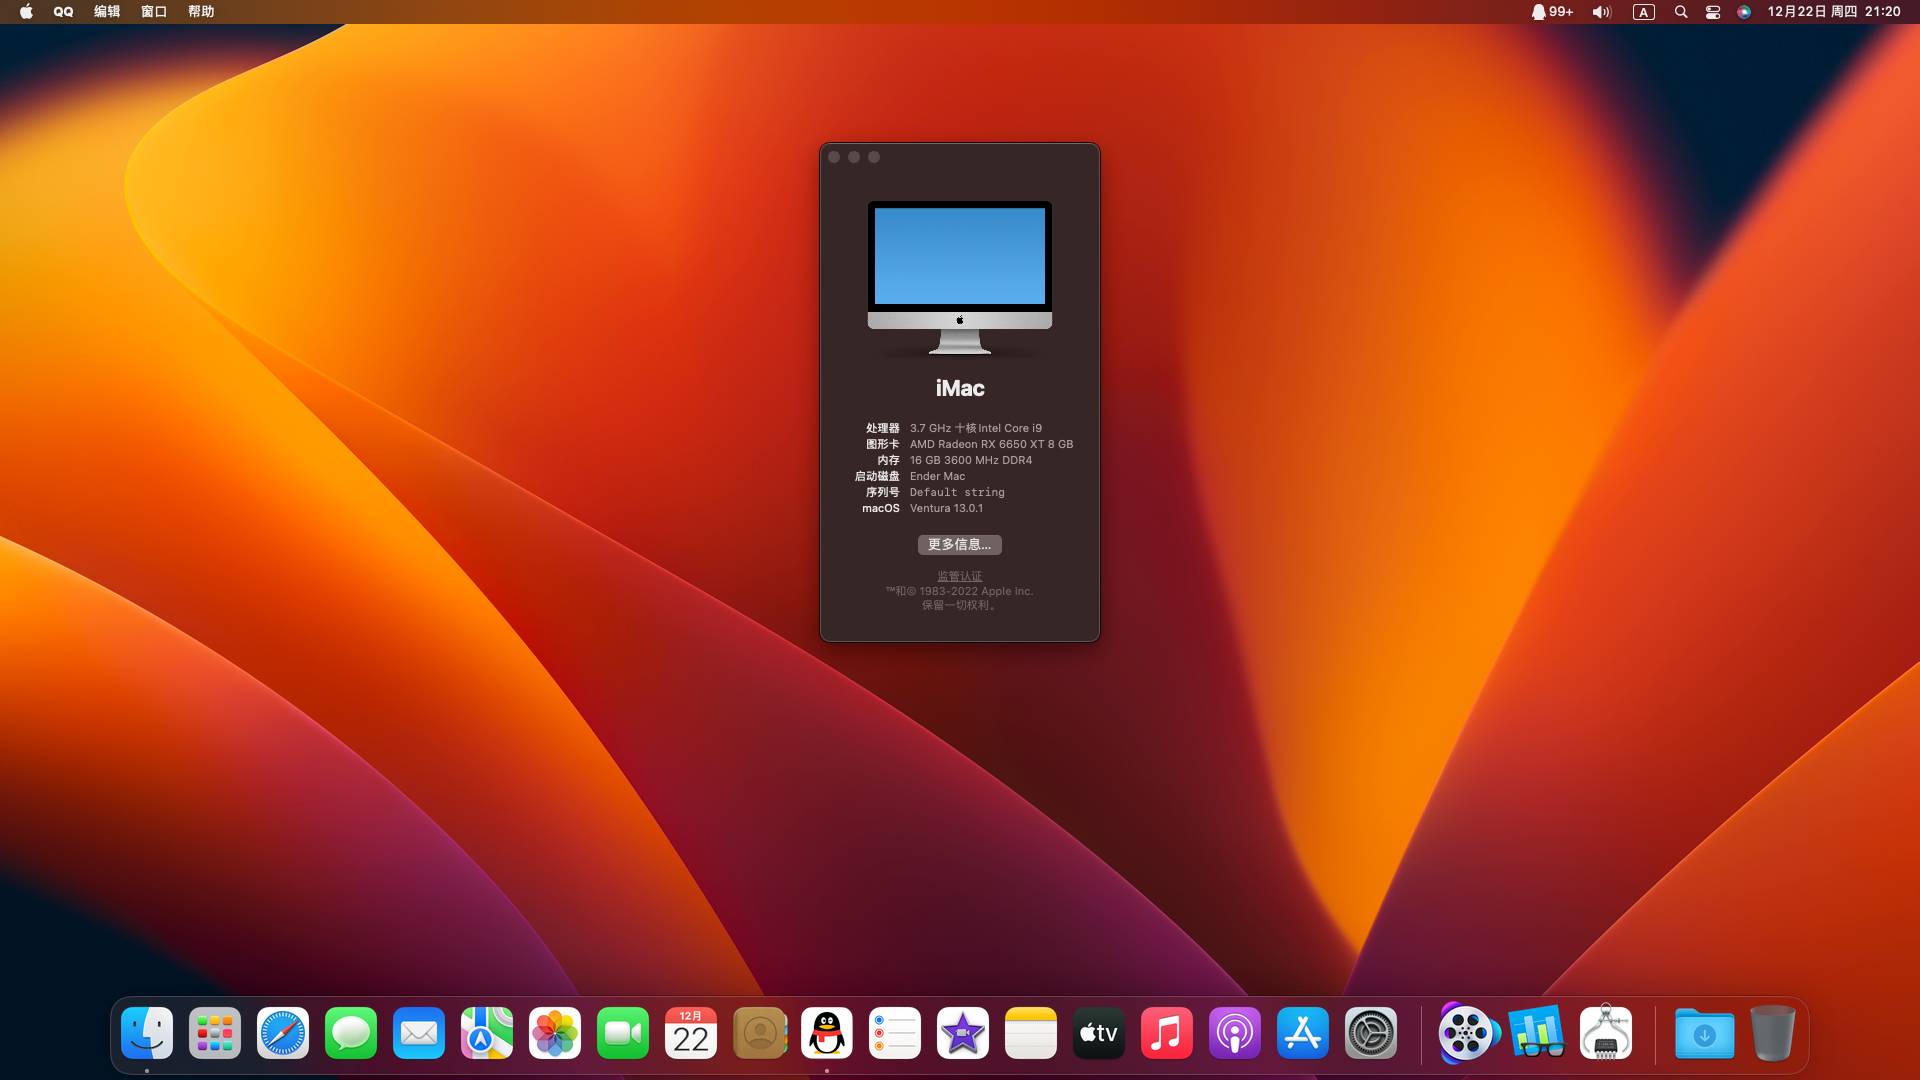 QQ 编辑 窗口 帮助 99+ A 12月22日 周四 21:20
iMac
处理器 3.7 GHz 十核Intel Core i9
图形卡 AMD Radeon RX 6650 XT 8 GB
内存 16 GB 3600 MHz DDR4
启动磁盘 Ender Mac
序列号 Default string
macOS Ventura 13.0.1
更多信息...
监管认证
™和© 1983-2022 Apple Inc.
保留一切权利。
12月
22
tv